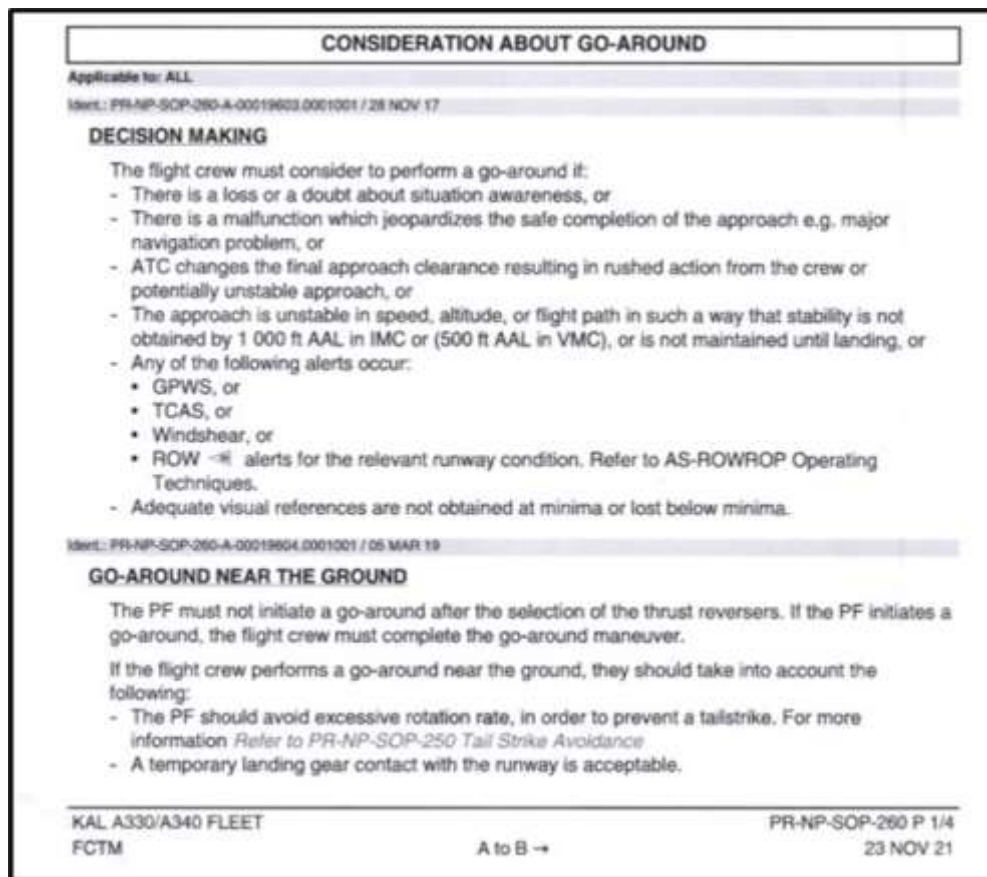 CONSIDERATION ABOUT GO-AROUND
Applicable to: ALL
Ident.: PR-NP-SOP-260-A-00019603.0001001 / 28 NOV 17
DECISION MAKING
The flight crew must consider to perform a go-around if:
- There is a loss or a doubt about situation awareness, or
- There is a malfunction which jeopardizes the safe completion of the approach e.g. major
navigation problem, or
- ATC changes the final approach clearance resulting in rushed action from the crew or
potentially unstable approach, or
- The approach is unstable in speed, altitude, or flight path in such a way that stability is not
obtained by 1 000 ft AAL in IMC or (500 ft AAL in VMC), or is not maintained until landing, or
- Any of the following alerts occur:
• GPWS, or
• TCAS, or
• Windshear, or
• ROW alerts for the relevant runway condition. Refer to AS-ROWROP Operating
Techniques.
- Adequate visual references are not obtained at minima or lost below minima.
Ident.: PR-NP-SOP-260-A-00019604.0001001 / 05 MAR 19
GO-AROUND NEAR THE GROUND
The PF must not initiate a go-around after the selection of the thrust reversers. If the PF initiates a
go-around, the flight crew must complete the go-around maneuver.
If the flight crew performs a go-around near the ground, they should take into account the
following:
- The PF should avoid excessive rotation rate, in order to prevent a tailstrike. For more
information Refer to PR-NP-SOP-250 Tail Strike Avoidance
- A temporary landing gear contact with the runway is acceptable.
KAL A330/A340 FLEET
PR-NP-SOP-260 P 1/4
FCTM
A to B →
23 NOV 21